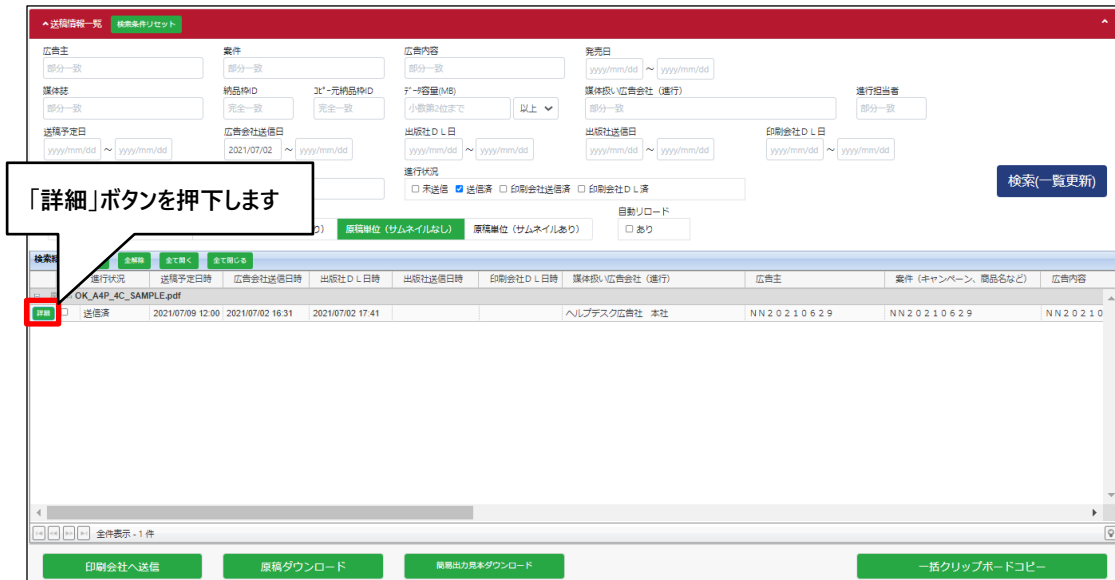 送稿情報一覧 検索条件リセット
広告主 案件 広告内容 発売日
部分一致 部分一致 部分一致 yyyy/mm/dd ～ yyyy/mm/dd
媒体誌 納品枠ID ｺﾋﾟｰ元納品枠ID ﾃﾞｰﾀ容量(MB) 媒体扱い広告会社（進行） 進行担当者
部分一致 完全一致 完全一致 小数第2位まで 以上 部分一致 部分一致
送稿予定日 広告会社送信日 出版社ＤＬ日 出版社送信日 印刷会社ＤＬ日
yyyy/mm/dd ～ yyyy/mm/dd 2021/07/02 ～ yyyy/mm/dd yyyy/mm/dd ～ yyyy/mm/dd yyyy/mm/dd ～ yyyy/mm/dd yyyy/mm/dd ～ yyyy/mm/dd
進行状況
未送信 送信済 印刷会社送信済 印刷会社ＤＬ済
検索(一覧更新)
「詳細」ボタンを押下します
自動リロード
り） 原稿単位（サムネイルなし） 原稿単位（サムネイルあり） あり
検索結 全解除 全て開く 全て閉じる
進行状況 送稿予定日時 広告会社送信日時 出版社ＤＬ日時 出版社送信日時 印刷会社ＤＬ日時 媒体扱い広告会社（進行） 広告主 案件（キャンペーン、商品名など） 広告内容
OK_A4P_4C_SAMPLE.pdf
詳細 送信済 2021/07/09 12:00 2021/07/02 16:31 2021/07/02 17:41 ヘルプデスク広告社 本社 ＮＮ２０２１０６２９ ＮＮ２０２１０６２９ ＮＮ２０２１０
全件表示 - 1 件
印刷会社へ送信 原稿ダウンロード 簡易出力見本ダウンロード 一括クリップボードコピー